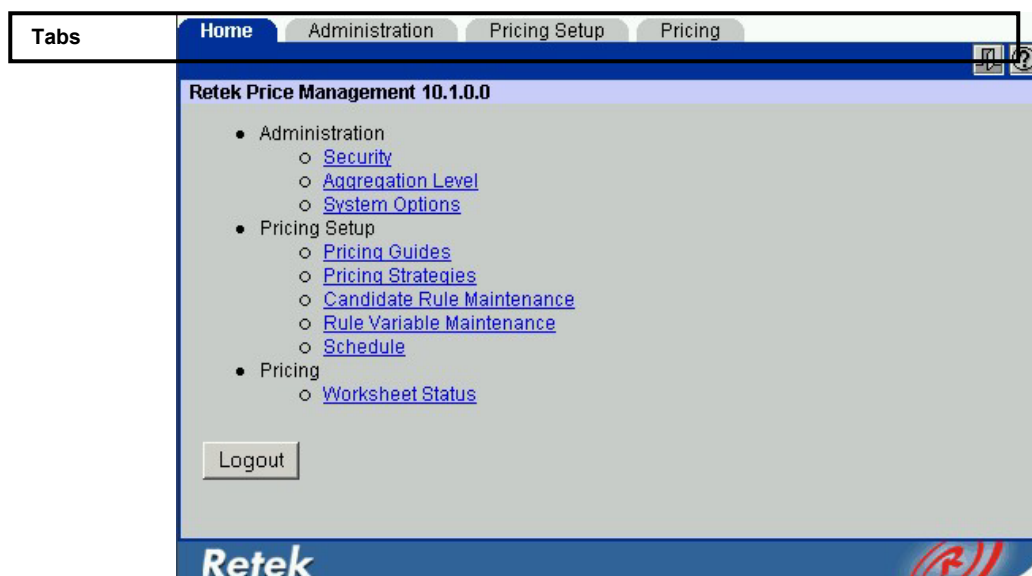 Tabs
Home Administration Pricing Setup Pricing
Retek Price Management 10.1.0.0
Administration
Security
Aggregation Level
System Options
Pricing Setup
Pricing Guides
Pricing Strategies
Candidate Rule Maintenance
Rule Variable Maintenance
Schedule
Pricing
Worksheet Status
Logout
Retek